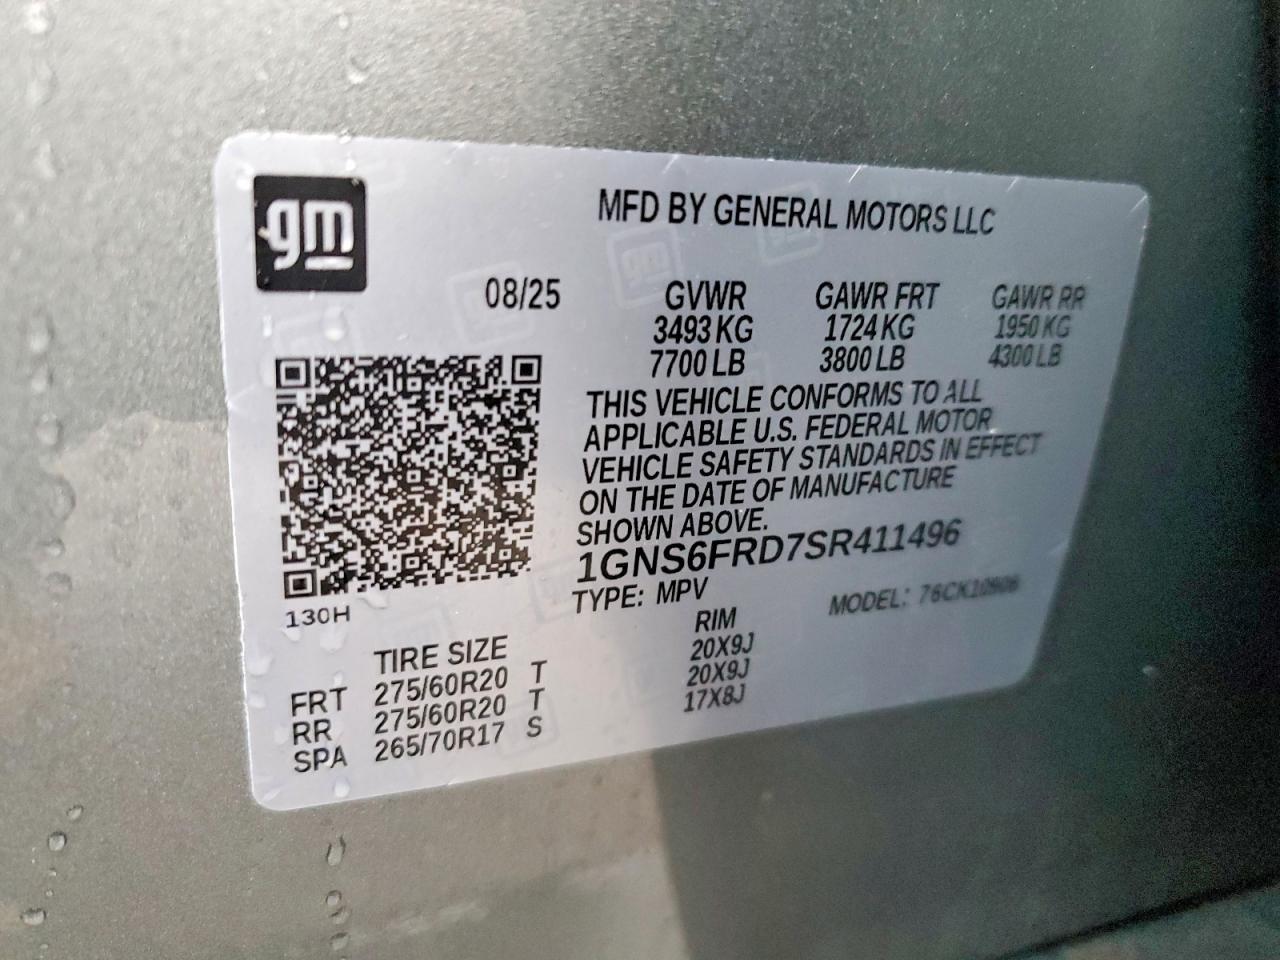 gm
MFD BY GENERAL MOTORS LLC
08/25 GVWR GAWR FRT GAWR RR
3493 KG 1724 KG 1950 KG
7700 LB 3800 LB 4300 LB
THIS VEHICLE CONFORMS TO ALL
APPLICABLE U.S. FEDERAL MOTOR
VEHICLE SAFETY STANDARDS IN EFFECT
ON THE DATE OF MANUFACTURE
SHOWN ABOVE.
1GNS6FRD7SR411496
TYPE: MPV MODEL: 76CK10906
130H
TIRE SIZE RIM
FRT 275/60R20 T 20X9J
RR 275/60R20 T 20X9J
SPA 265/70R17 S 17X8J